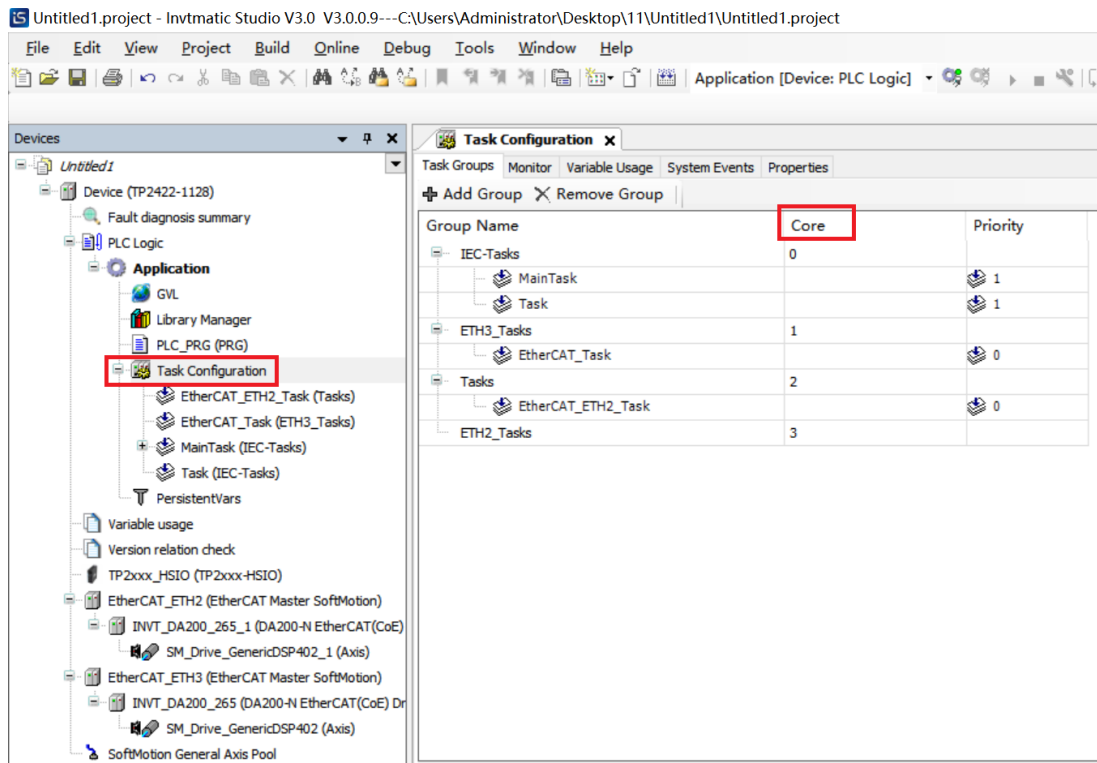 Untitled1.project - Invtmatic Studio V3.0 V3.0.0.9---C:\Users\Administrator\Desktop\11\Untitled1\Untitled1.project
File Edit View Project Build Online Debug Tools Window Help
Application [Device: PLC Logic]
Devices
Untitled1
Device (TP2422-1128)
Fault diagnosis summary
PLC Logic
Application
GVL
Library Manager
PLC_PRG (PRG)
Task Configuration
EtherCAT_ETH2_Task (Tasks)
EtherCAT_Task (ETH3_Tasks)
MainTask (IEC-Tasks)
Task (IEC-Tasks)
PersistentVars
Variable usage
Version relation check
TP2xxx_HSIO (TP2xxx-HSIO)
EtherCAT_ETH2 (EtherCAT Master SoftMotion)
INVT_DA200_265_1 (DA200-N EtherCAT(CoE)
SM_Drive_GenericDSP402_1 (Axis)
EtherCAT_ETH3 (EtherCAT Master SoftMotion)
INVT_DA200_265 (DA200-N EtherCAT(CoE) Dr
SM_Drive_GenericDSP402 (Axis)
SoftMotion General Axis Pool
Task Configuration
Task Groups Monitor Variable Usage System Events Properties
Add Group Remove Group
Group Name Core Priority
IEC-Tasks 0
MainTask 1
Task 1
ETH3_Tasks 1
EtherCAT_Task 0
Tasks 2
EtherCAT_ETH2_Task 0
ETH2_Tasks 3